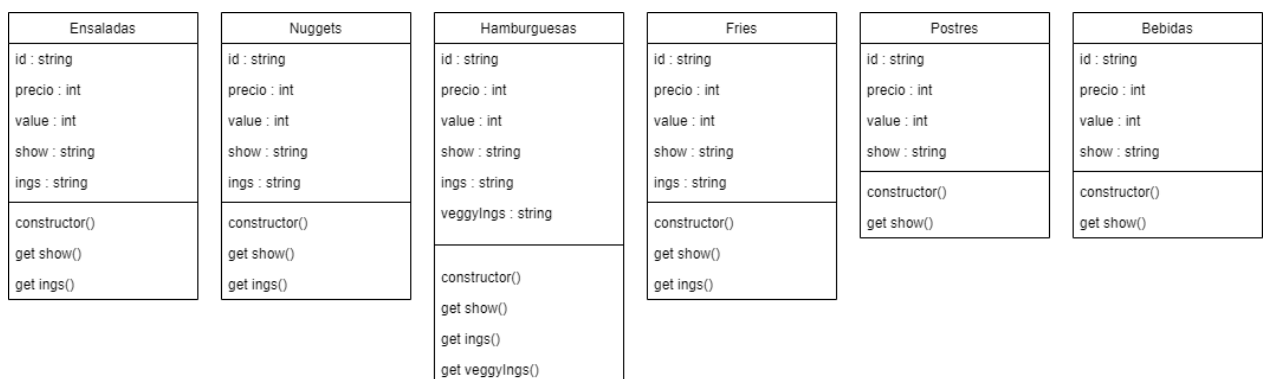 Ensaladas
id : string
precio : int
value : int
show : string
ings : string
constructor()
get show()
get ings()
Nuggets
id : string
precio : int
value : int
show : string
ings : string
constructor()
get show()
get ings()
Hamburguesas
id : string
precio : int
value : int
show : string
ings : string
veggyIngs : string
constructor()
get show()
get ings()
get veggyIngs()
Fries
id : string
precio : int
value : int
show : string
ings : string
constructor()
get show()
get ings()
Postres
id : string
precio : int
value : int
show : string
constructor()
get show()
Bebidas
id : string
precio : int
value : int
show : string
constructor()
get show()